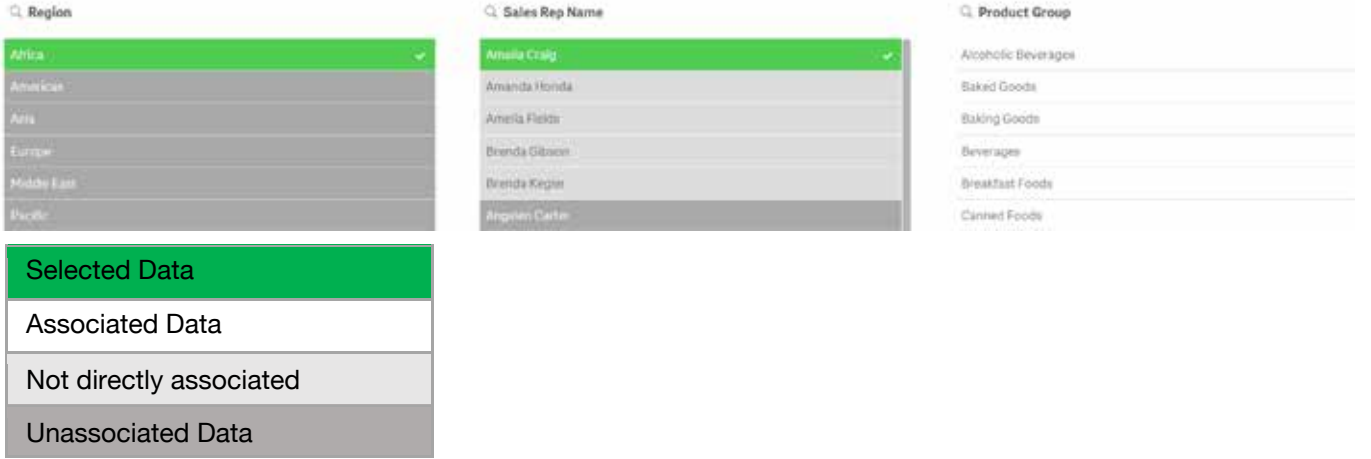 Region
Africa
Americas
Asia
Europe
Middle East
Pacific
Sales Rep Name
Amalia Craig
Amanda Honda
Amelia Fields
Brenda Gibson
Brenda Kegler
Carter
Product Group
Alcoholic Beverages
Baked Goods
Baking Goods
Beverages
Breakfast Foods
Canned Foods
Selected Data
Associated Data
Not directly associated
Unassociated Data